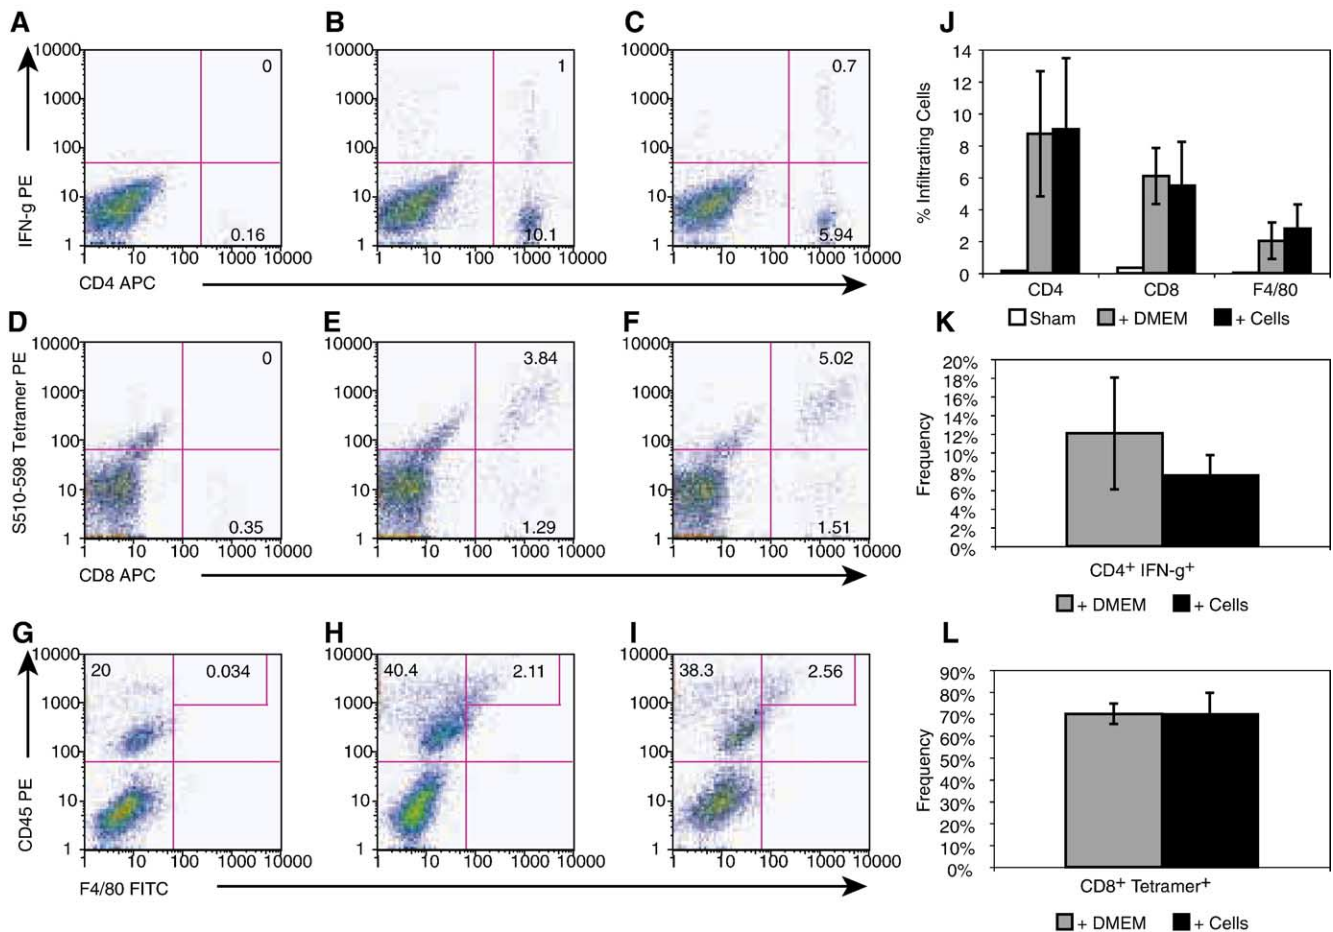 A B C
10000 10000 10000
1000 1000 1000
100 100 100
10 10 10
1 1 1
0 1 0.7
0.16 10.1 5.94
IFN-g PE
1 10 100 1000 10000 1 10 100 1000 10000 1 10 100 1000 10000
CD4 APC
D E F
10000 10000 10000
1000 1000 1000
100 100 100
10 10 10
1 1 1
0 3.84 5.02
0.35 1.29 1.51
S510-598 Tetramer PE
1 10 100 1000 10000 1 10 100 1000 10000 1 10 100 1000 10000
CD8 APC
G H I
10000 10000 10000
1000 1000 1000
100 100 100
10 10 10
1 1 1
20 0.034 40.4 2.11 38.3 2.56
CD45 PE
1 10 100 1000 10000 1 10 100 1000 10000 1 10 100 1000 10000
F4/80 FITC
J
% Infiltrating Cells
14
12
10
8
6
4
2
0
CD4 CD8 F4/80
Sham + DMEM + Cells
K
Frequency
20%
18%
16%
14%
12%
10%
8%
6%
4%
2%
0%
CD4+ IFN-g+
+ DMEM + Cells
L
Frequency
90%
80%
70%
60%
50%
40%
30%
20%
10%
0%
CD8+ Tetramer+
+ DMEM + Cells